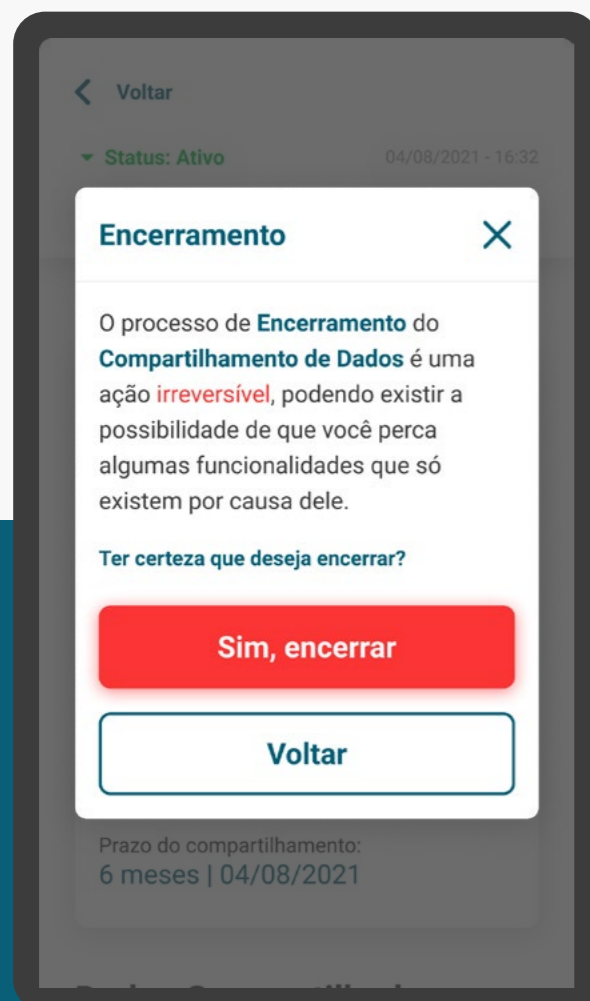 Voltar
Status: Ativo 04/08/2021 - 16:32
Encerramento
O processo de Encerramento do
Compartilhamento de Dados é uma
ação irreversível, podendo existir a
possibilidade de que você perca
algumas funcionalidades que só
existem por causa dele.
Ter certeza que deseja encerrar?
Sim, encerrar
Voltar
Prazo do compartilhamento:
6 meses | 04/08/2021